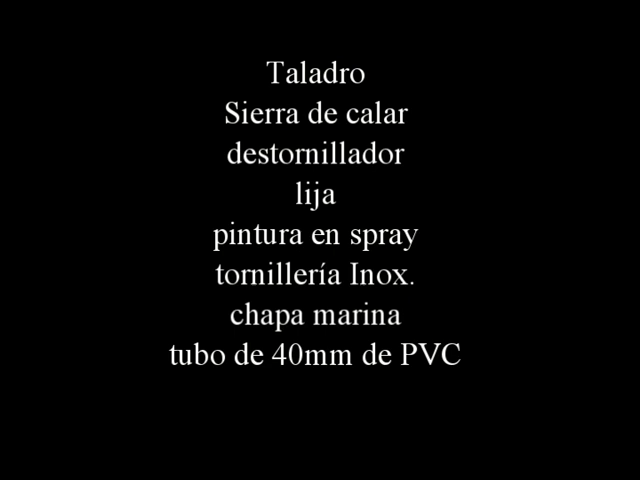 Taladro
Sierra de calar
destornillador
lija
pintura en spray
tornillería Inox.
chapa marina
tubo de 40mm de PVC